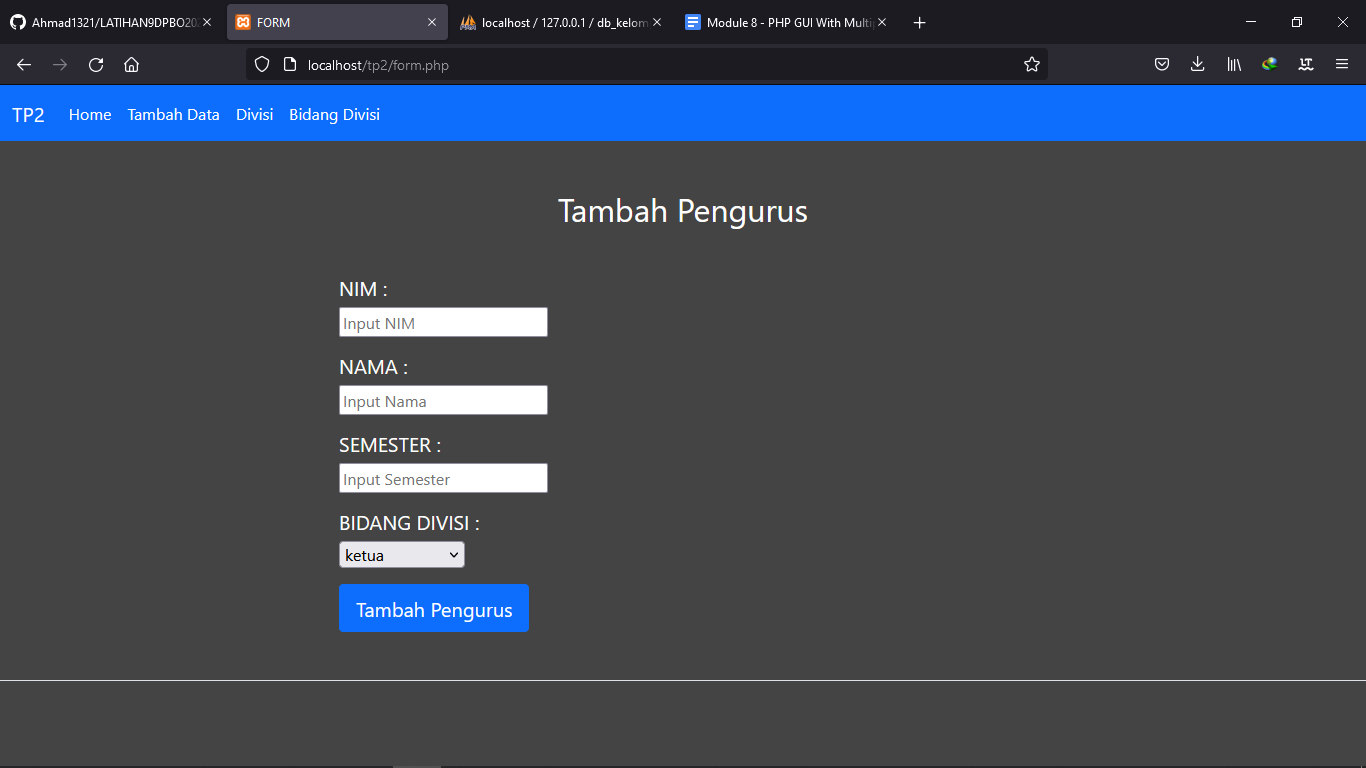 Ahmad1321/LATIHAN9DPBO202
FORM
localhost / 127.0.0.1 / db_kelom
Module 8 - PHP GUI With Multip
localhost/tp2/form.php
TP2 Home Tambah Data Divisi Bidang Divisi
Tambah Pengurus
NIM :
Input NIM
NAMA :
Input Nama
SEMESTER :
Input Semester
BIDANG DIVISI :
ketua
Tambah Pengurus